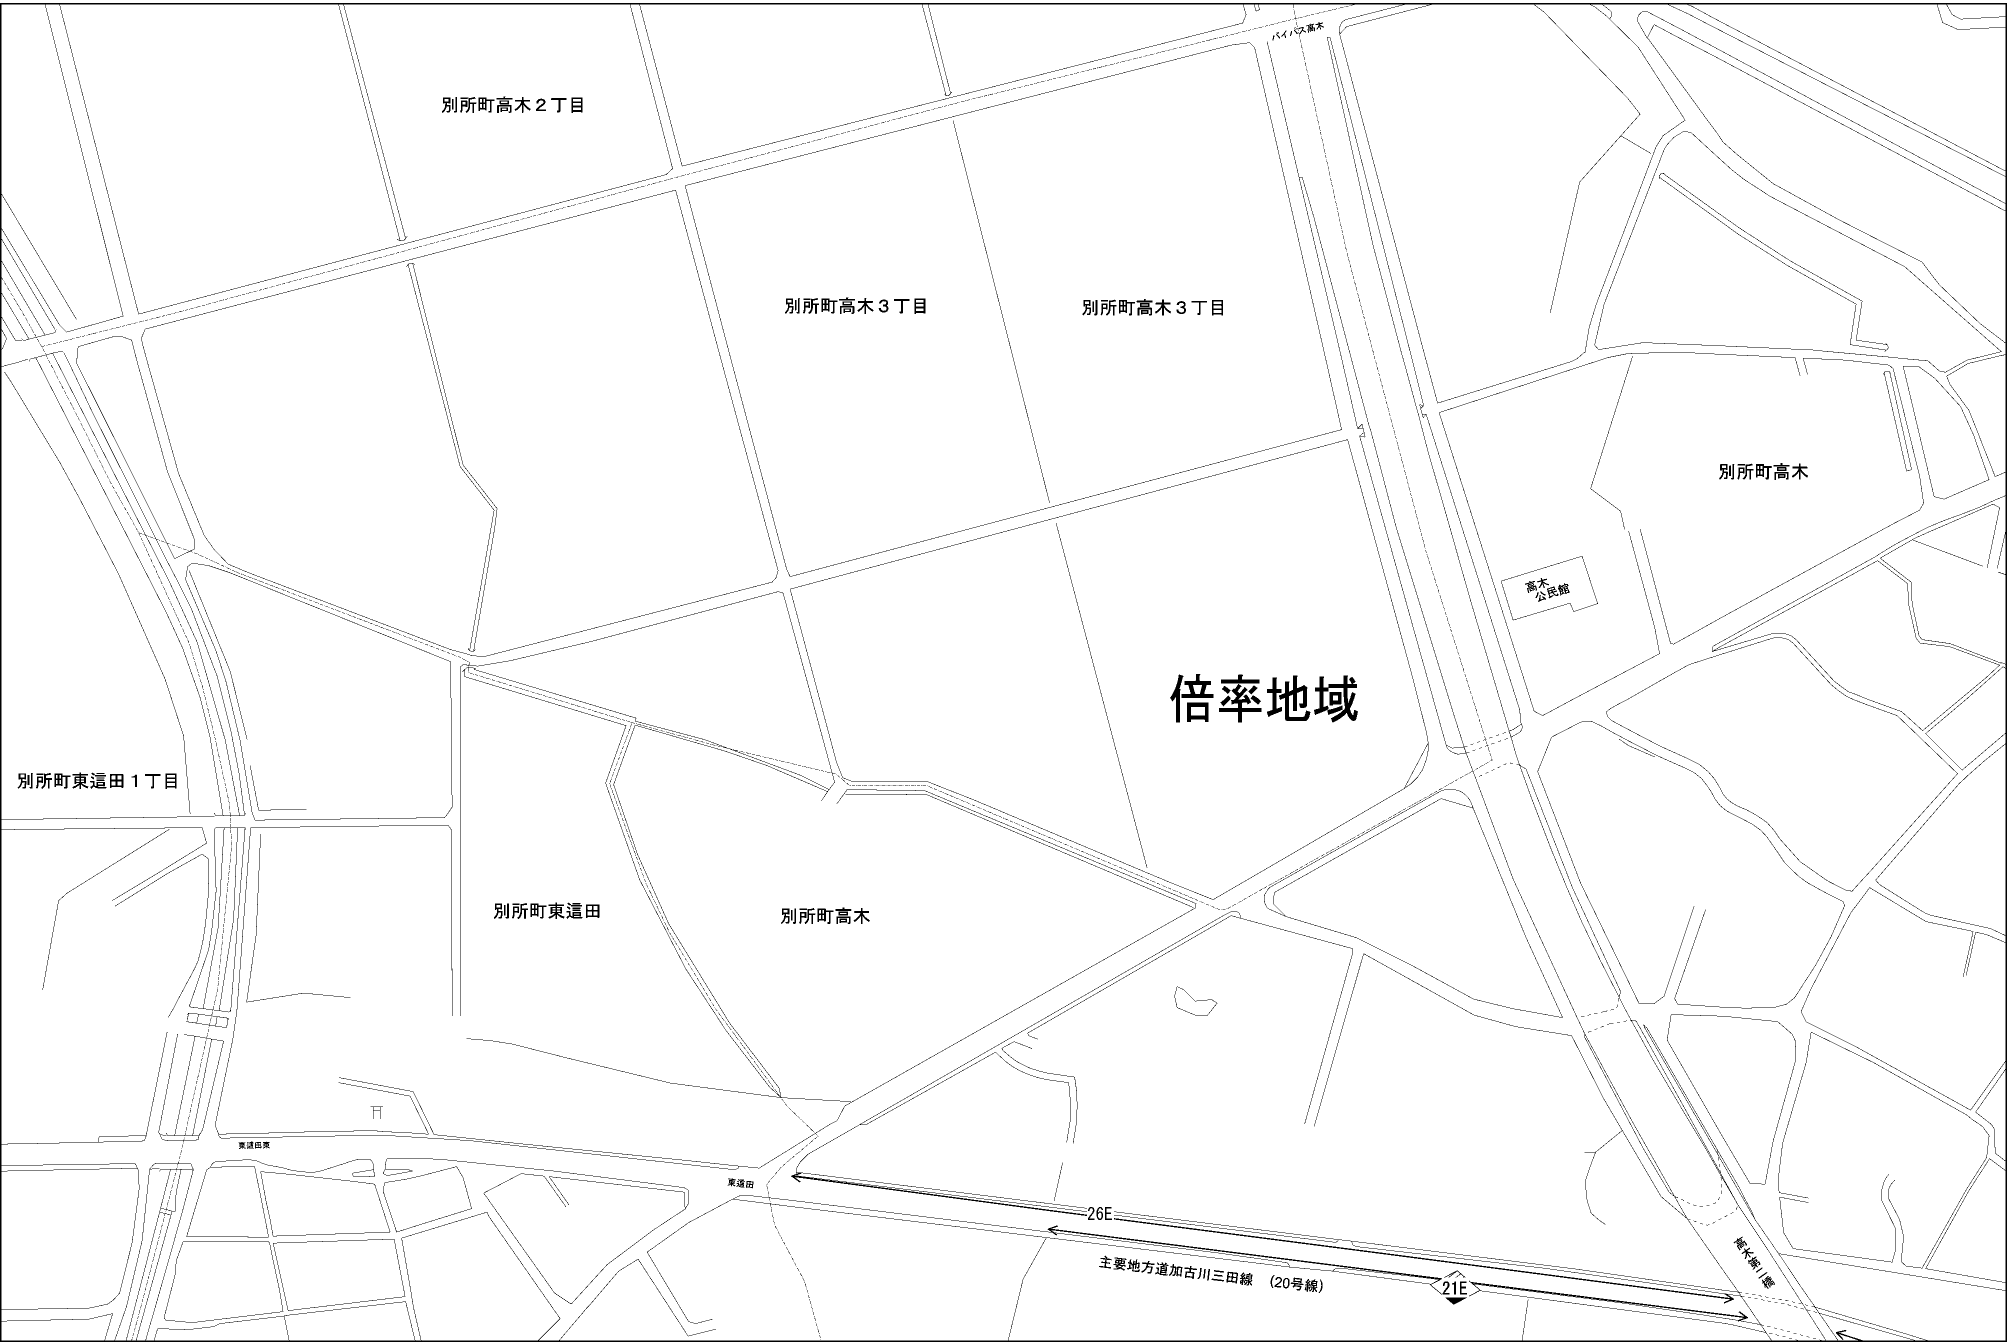 バイパス高木
別所町高木２丁目
別所町高木３丁目
別所町高木３丁目
別所町高木
高木
公民館
倍率地域
別所町東這田１丁目
別所町東這田
別所町高木
東這田東
東這田
26E
主要地方道加古川三田線　（20号線）
21E
高木第二橋